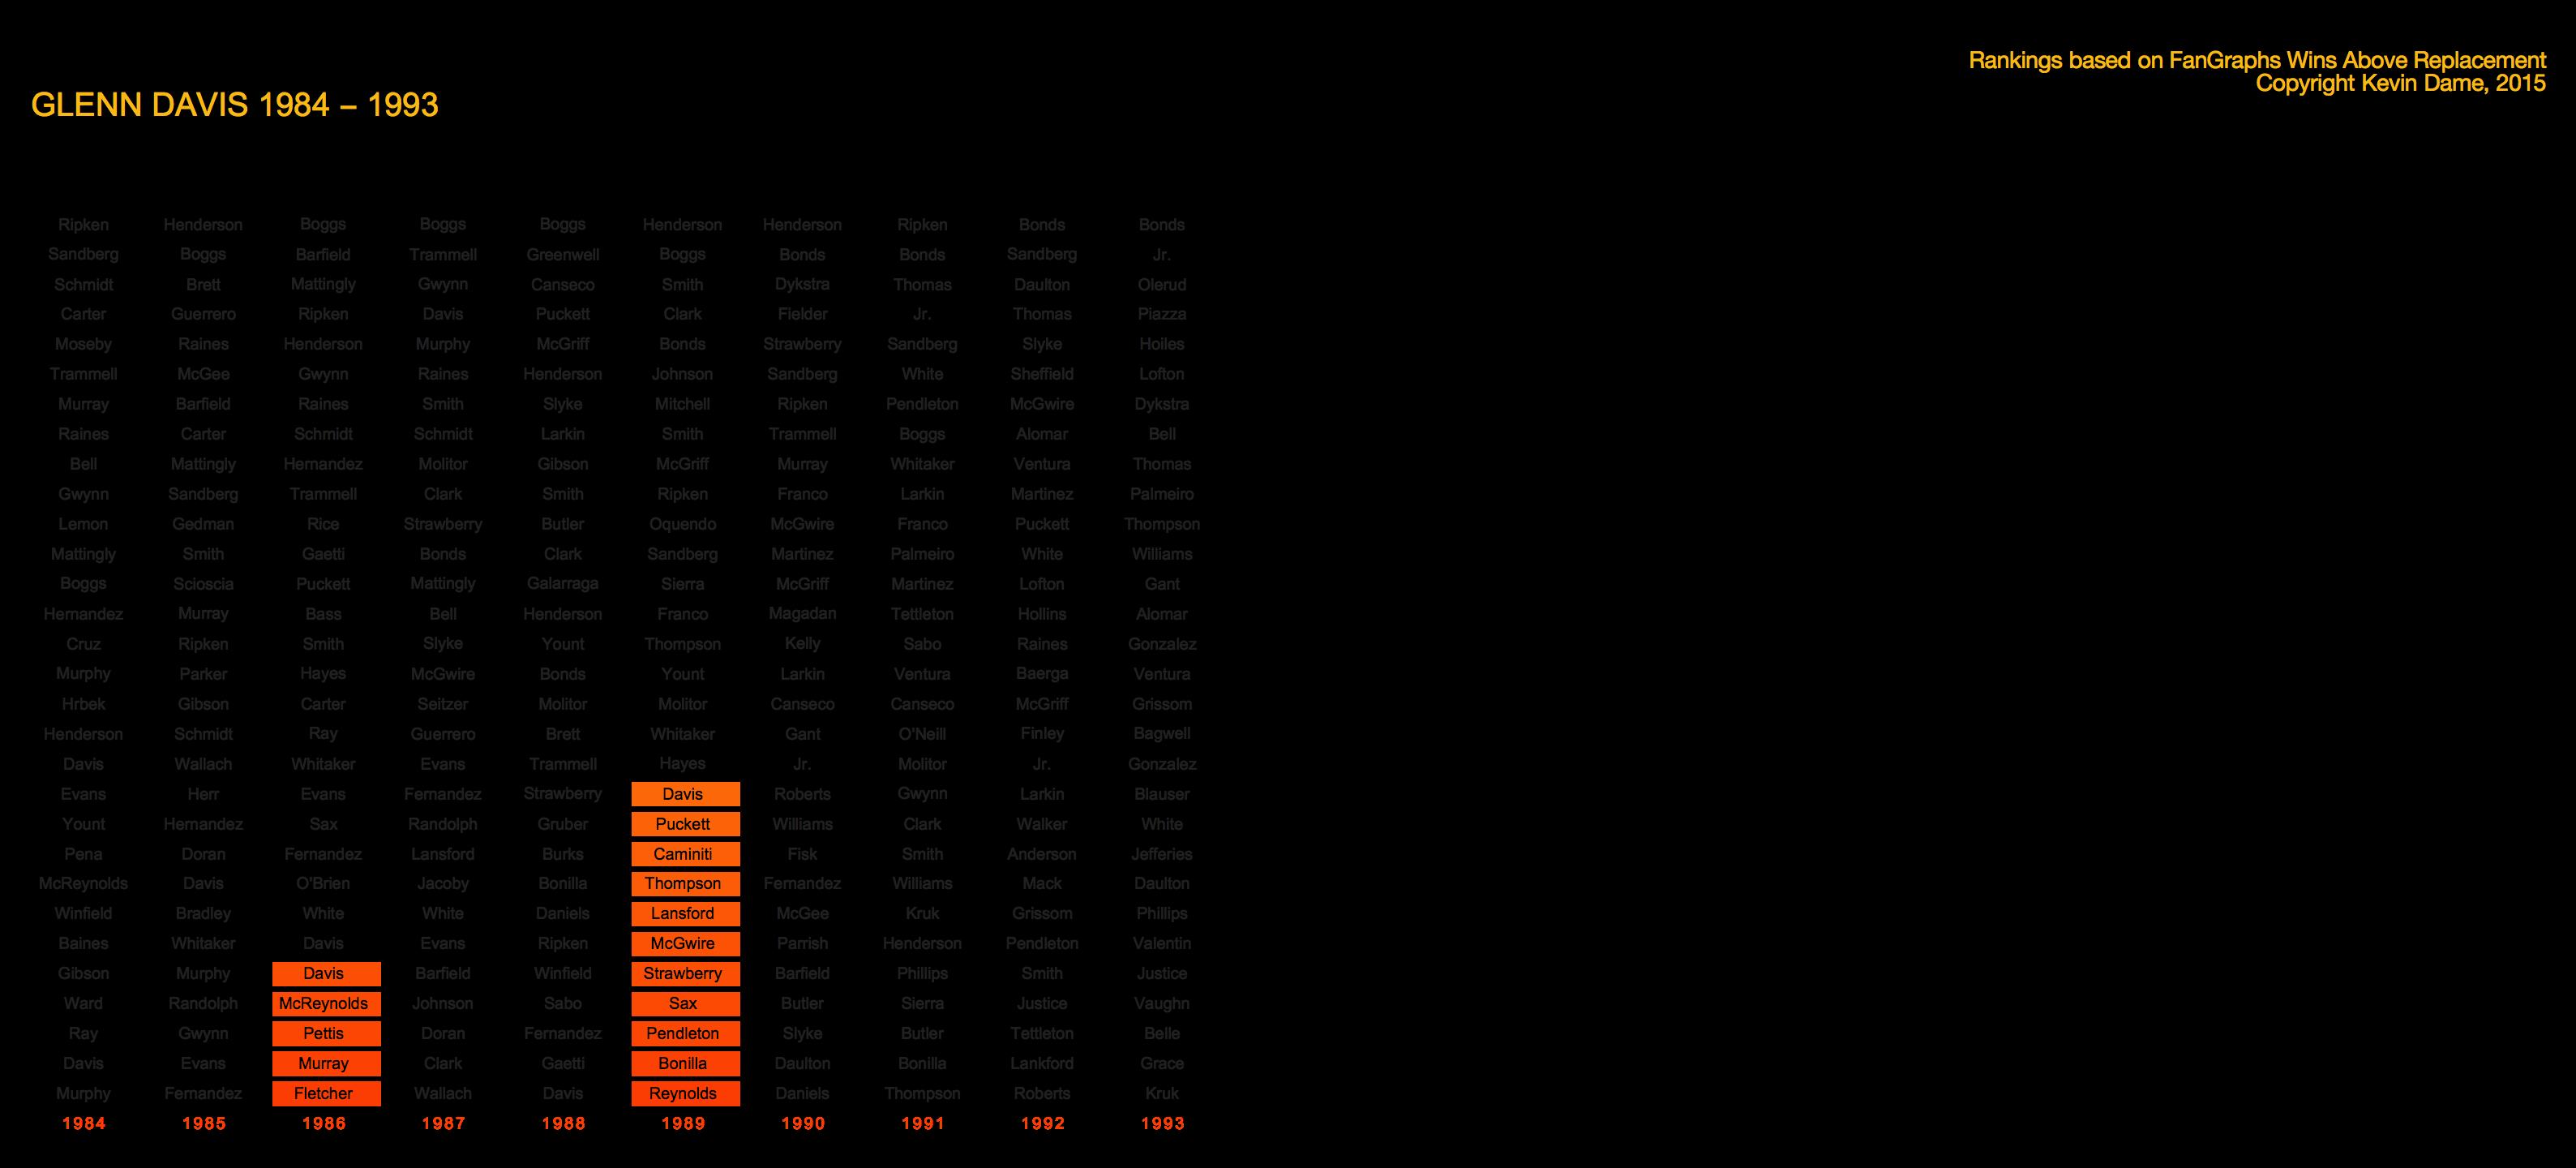 Rankings based on FanGraphs Wins Above Replacement
Copyright Kevin Dame, 2015
GLENN DAVIS 1984 – 1993
Ripken Henderson Boggs Boggs Boggs Henderson Henderson Ripken Bonds Bonds
Sandberg Boggs Barfield Trammell Greenwell Boggs Bonds Bonds Sandberg Jr.
Schmidt Brett Mattingly Gwynn Canseco Smith Dykstra Thomas Daulton Olerud
Carter Guerrero Ripken Davis Puckett Clark Fielder Jr. Thomas Piazza
Moseby Raines Henderson Murphy McGriff Bonds Strawberry Sandberg Slyke Hoiles
Trammell McGee Gwynn Raines Henderson Johnson Sandberg White Sheffield Lofton
Murray Barfield Raines Smith Slyke Mitchell Ripken Pendleton McGwire Dykstra
Raines Carter Schmidt Schmidt Larkin Smith Trammell Boggs Alomar Bell
Bell Mattingly Hernandez Molitor Gibson McGriff Murray Whitaker Ventura Thomas
Gwynn Sandberg Trammell Clark Smith Ripken Franco Larkin Martinez Palmeiro
Lemon Gedman Rice Strawberry Butler Oquendo McGwire Franco Puckett Thompson
Mattingly Smith Gaetti Bonds Clark Sandberg Martinez Palmeiro White Williams
Boggs Scioscia Puckett Mattingly Galarraga Sierra McGriff Martinez Lofton Gant
Hernandez Murray Bass Bell Henderson Franco Magadan Tettleton Hollins Alomar
Cruz Ripken Smith Slyke Yount Thompson Kelly Sabo Raines Gonzalez
Murphy Parker Hayes McGwire Bonds Yount Larkin Ventura Baerga Ventura
Hrbek Gibson Carter Seitzer Molitor Molitor Canseco Canseco McGriff Grissom
Henderson Schmidt Ray Guerrero Brett Whitaker Gant O'Neill Finley Bagwell
Davis Wallach Whitaker Evans Trammell Hayes Jr. Molitor Jr. Gonzalez
Evans Herr Evans Fernandez Strawberry Davis Roberts Gwynn Larkin Blauser
Yount Hernandez Sax Randolph Gruber Puckett Williams Clark Walker White
Pena Doran Fernandez Lansford Burks Caminiti Fisk Smith Anderson Jefferies
McReynolds Davis O'Brien Jacoby Bonilla Thompson Fernandez Williams Mack Daulton
Winfield Bradley White White Daniels Lansford McGee Kruk Grissom Phillips
Baines Whitaker Davis Evans Ripken McGwire Parrish Henderson Pendleton Valentin
Gibson Murphy Davis Barfield Winfield Strawberry Barfield Phillips Smith Justice
Ward Randolph McReynolds Johnson Sabo Sax Butler Sierra Justice Vaughn
Ray Gwynn Pettis Doran Fernandez Pendleton Slyke Butler Tettleton Belle
Davis Evans Murray Clark Gaetti Bonilla Daulton Bonilla Lankford Grace
Murphy Fernandez Fletcher Wallach Davis Reynolds Daniels Thompson Roberts Kruk
1984 1985 1986 1987 1988 1989 1990 1991 1992 1993